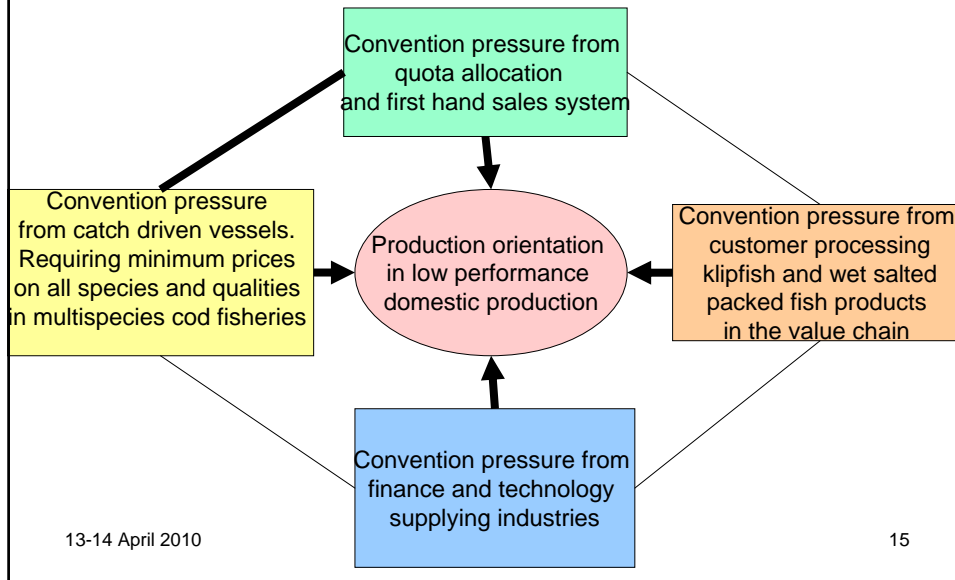 Convention pressure from
quota allocation
and first hand sales system
Convention pressure
from catch driven vessels.
Requiring minimum prices
on all species and qualities
in multispecies cod fisheries
Production orientation
in low performance
domestic production
Convention pressure from
customer processing
klipfish and wet salted
packed fish products
in the value chain
Convention pressure from
finance and technology
supplying industries
13-14 April 2010
15